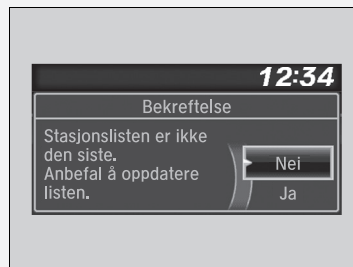 12:34
Bekreftelse
Stasjonslisten er ikke
den siste.
Anbefal å oppdatere
listen.
Nei
Ja